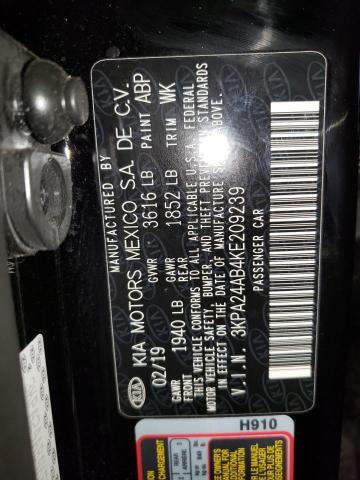 MANUFACTURED BY
KIA KIA MOTORS MEXICO S.A. DE C.V.
02/19 GVWR 3616 LB PAINT ABP
GAWR FRONT 1940 LB GAWR REAR 1852 LB TRIM WK
THIS VEHICLE CONFORMS TO ALL APPLICABLE U.S.A. FEDERAL
MOTOR VEHICLE SAFETY, BUMPER, AND THEFT PREVENTION STANDARDS
IN EFFECT ON THE DATE OF MANUFACTURE SHOWN ABOVE.
V.I.N. 3KPA24AB4KE209239
PASSENGER CAR
H910